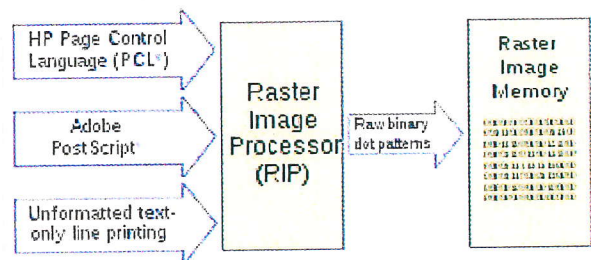 HP Page Control
Language (PCL®)
Adobe
PostScript
Unformatted text-
only line printing
Raster
Image
Processor
(RIP)
Raw binary
dot patterns
Raster
Image
Memory